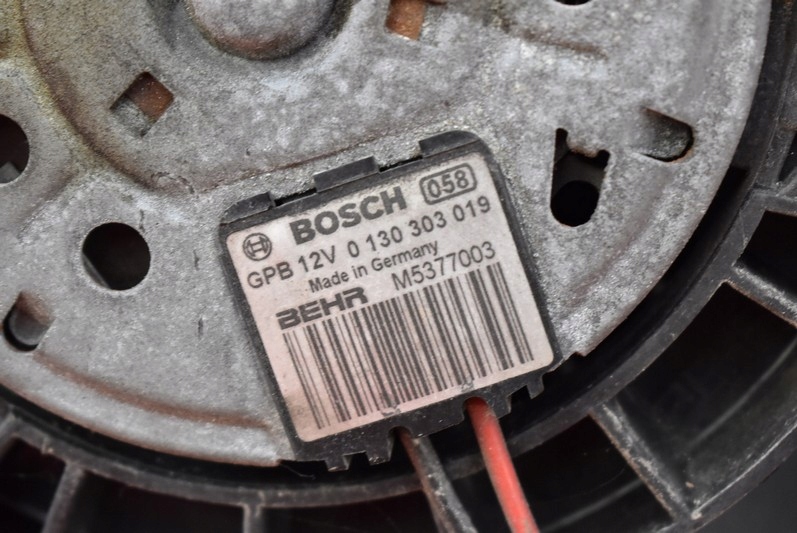 BOSCH 058
GPB 12V 0 130 303 019
Made in Germany
BEHR M5377003